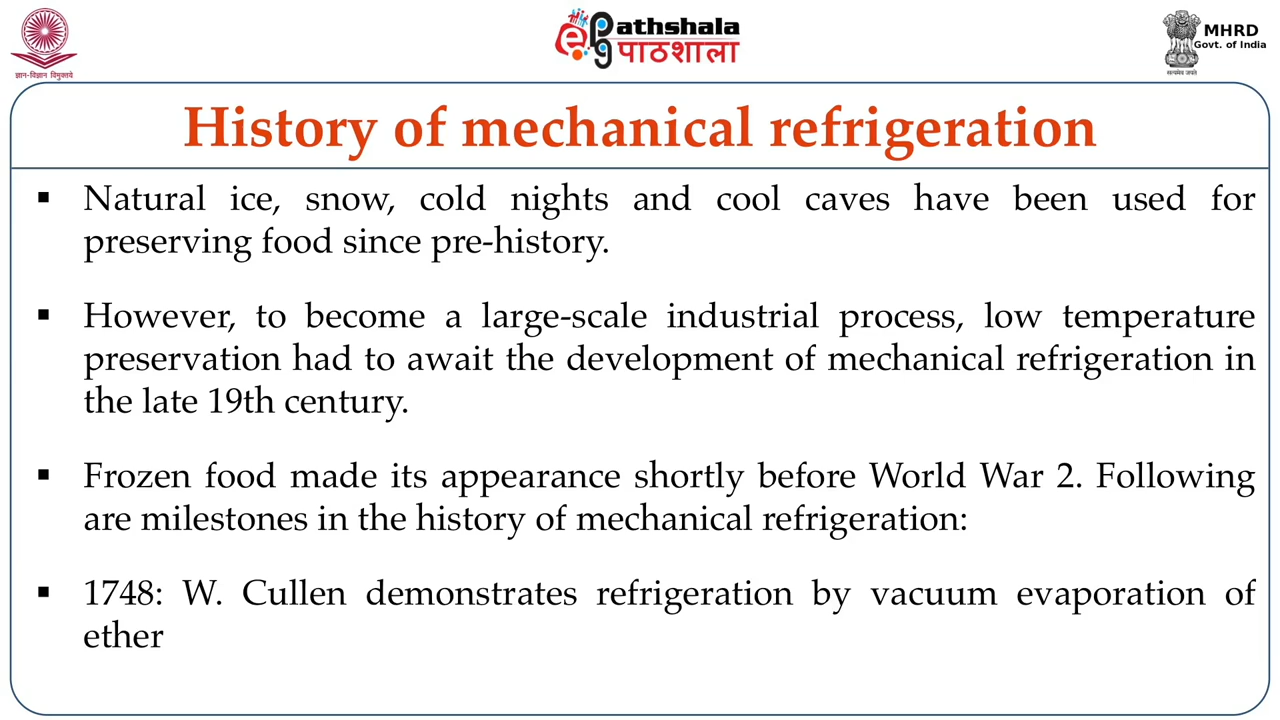 ज्ञान-विज्ञान विमुक्तये
ePathshala
पाठशाला
MHRD
Govt. of India
सत्यमेव जयते
History of mechanical refrigeration
▪ Natural ice, snow, cold nights and cool caves have been used for
preserving food since pre-history.
▪ However, to become a large-scale industrial process, low temperature
preservation had to await the development of mechanical refrigeration in
the late 19th century.
▪ Frozen food made its appearance shortly before World War 2. Following
are milestones in the history of mechanical refrigeration:
▪ 1748: W. Cullen demonstrates refrigeration by vacuum evaporation of
ether